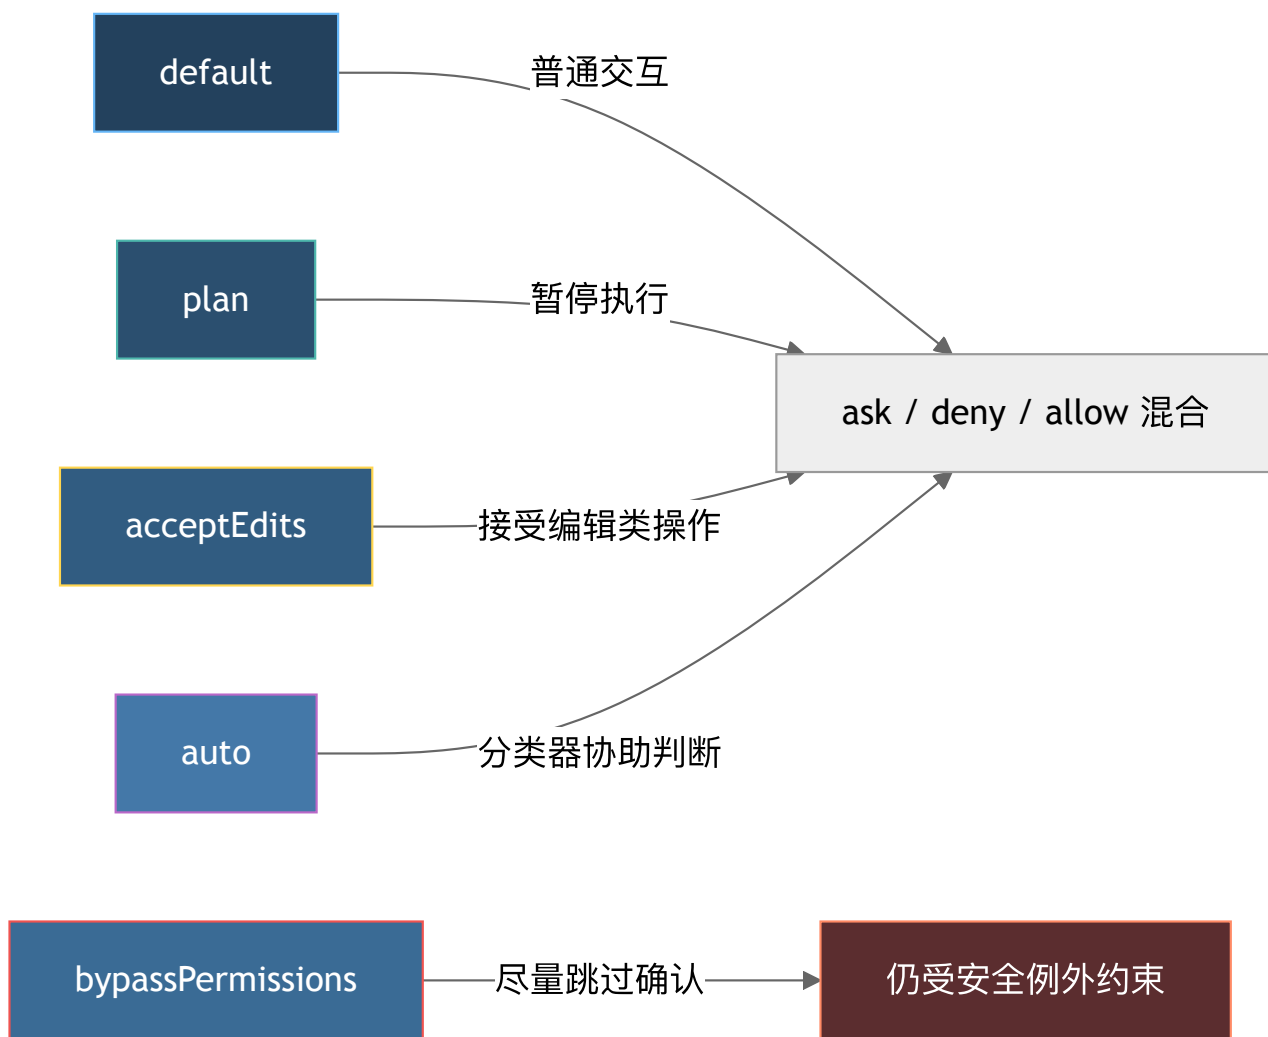 default
普通交互
plan
暂停执行
ask / deny / allow 混合
acceptEdits
接受编辑类操作
auto
分类器协助判断
bypassPermissions
尽量跳过确认
仍受安全例外约束